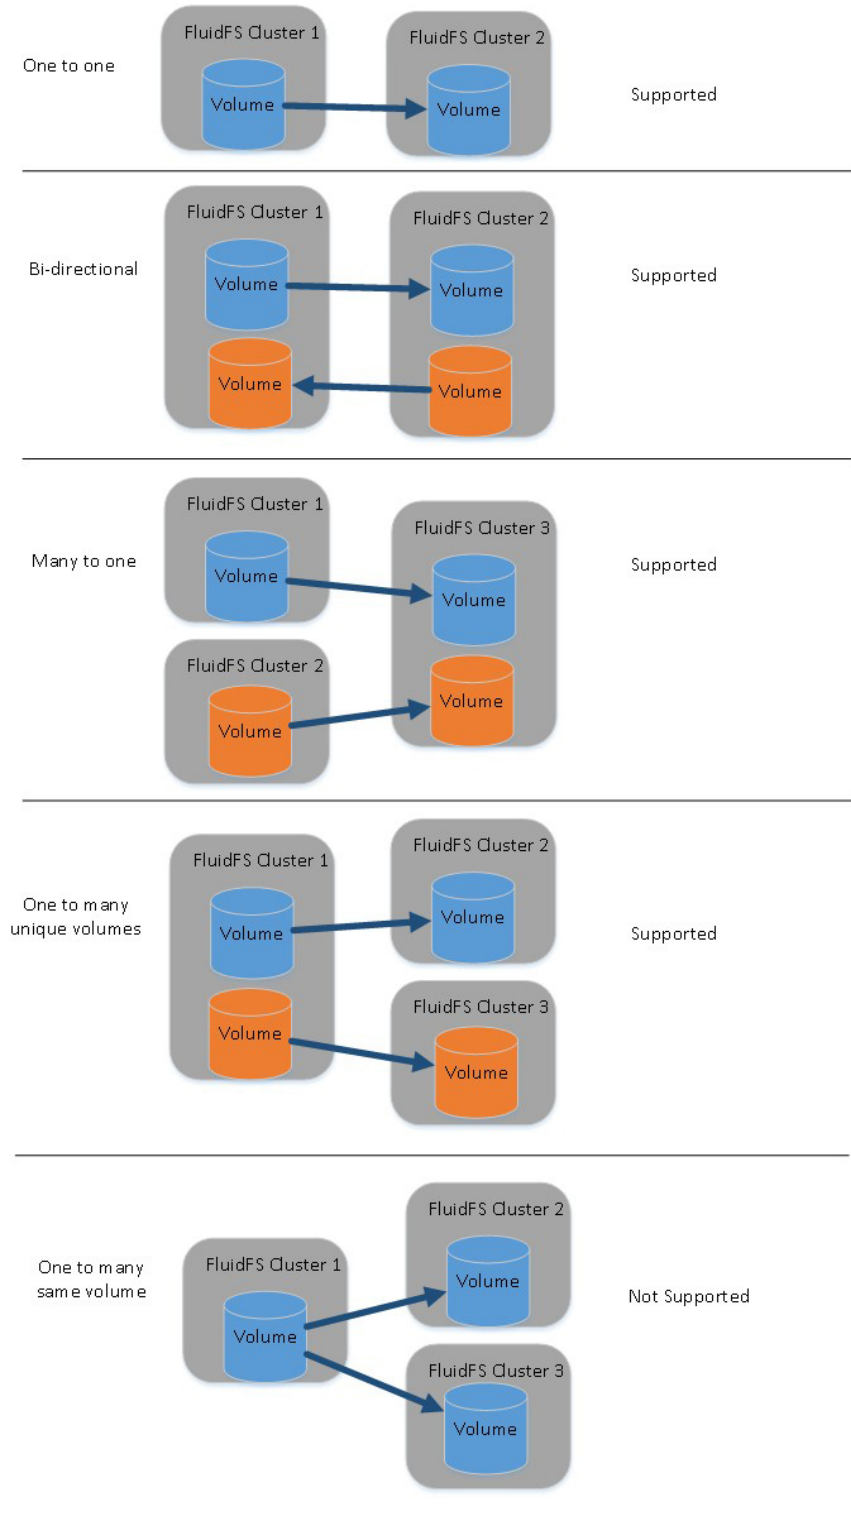 FluidFS Cluster 1
FluidFS Cluster 2
One to one
Volume
Volume
Supported
FluidFS Cluster 1
FluidFS Cluster 2
Bi-directional
Volume
Volume
Supported
Volume
Volume
FluidFS Cluster 1
FluidFS Cluster 3
Many to one
Volume
Volume
Supported
FluidFS Cluster 2
Volume
Volume
FluidFS Cluster 1
FluidFS Cluster 2
One to many
unique volumes
Volume
Volume
Supported
FluidFS Cluster 3
Volume
Volume
FluidFS Cluster 2
One to many
same volume
FluidFS Cluster 1
Volume
Not Supported
Volume
FluidFS Cluster 3
Volume